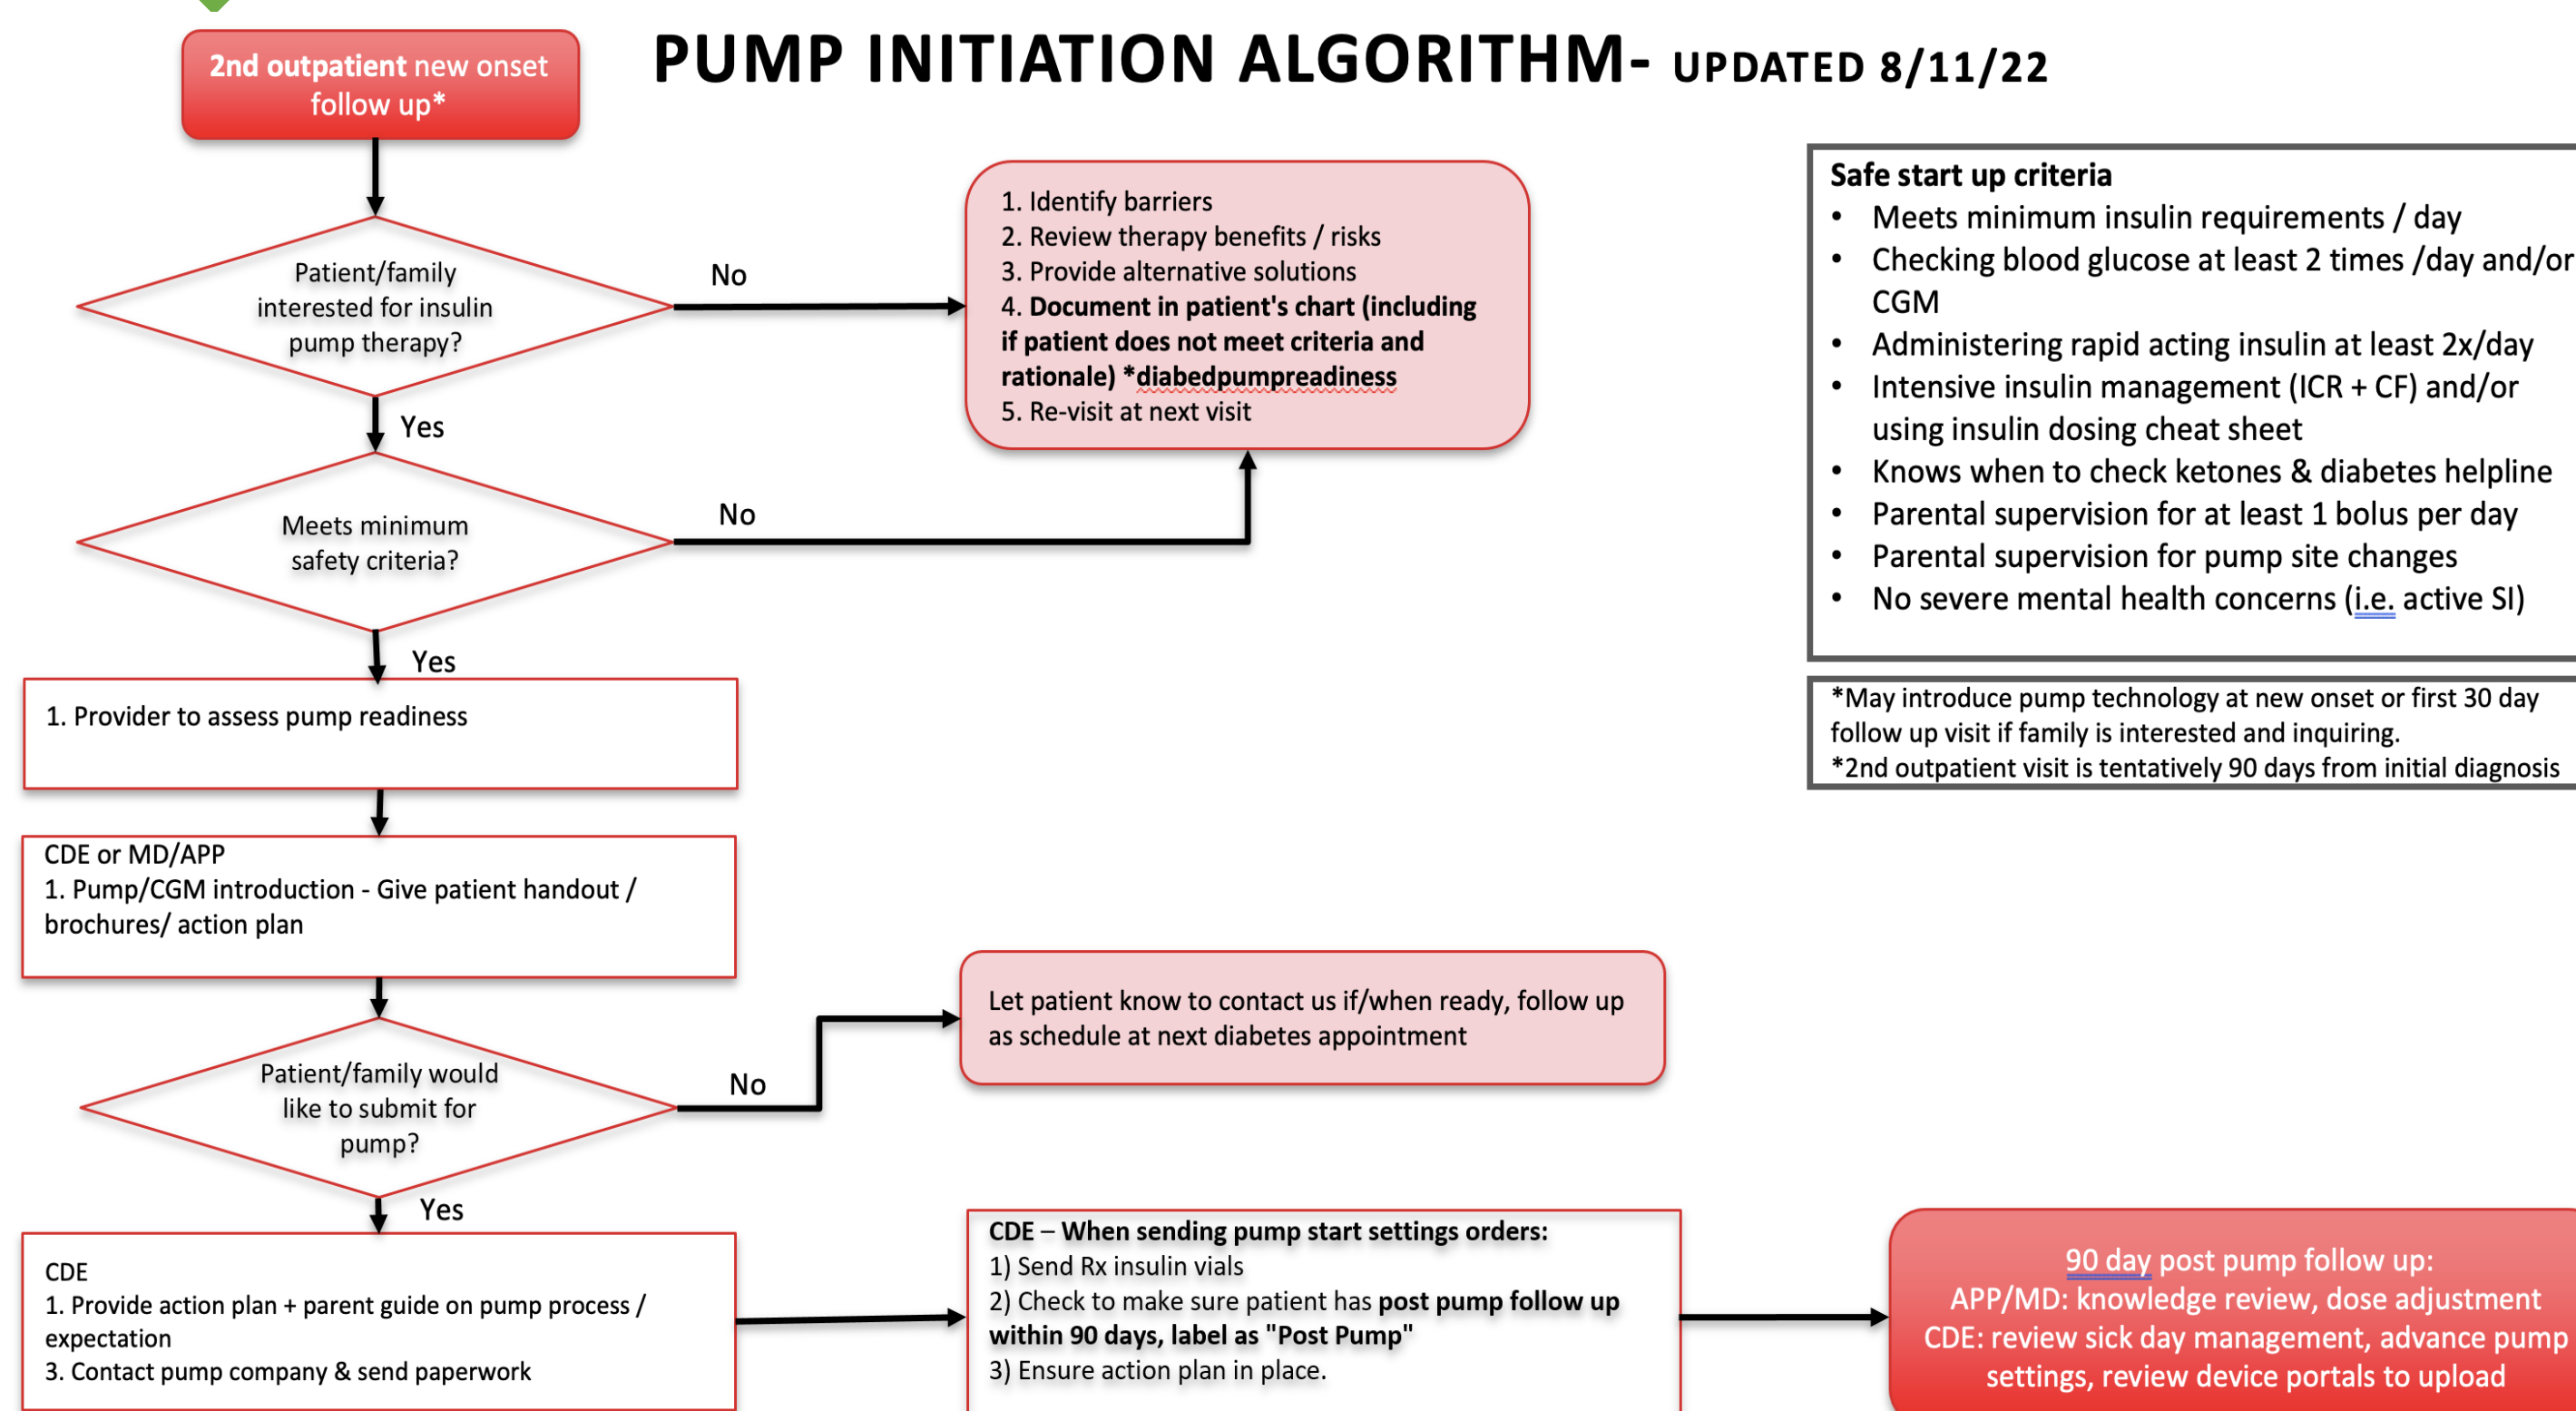 PUMP INITIATION ALGORITHM- UPDATED 8/11/22
2nd outpatient new onset
follow up*
Patient/family
interested for insulin
pump therapy?
No
1. Identify barriers
2. Review therapy benefits / risks
3. Provide alternative solutions
4. Document in patient's chart (including
if patient does not meet criteria and
rationale) *diabedpumpreadiness
5. Re-visit at next visit
Yes
Meets minimum
safety criteria?
No
Yes
1. Provider to assess pump readiness
CDE or MD/APP
1. Pump/CGM introduction - Give patient handout /
brochures/ action plan
Patient/family would
like to submit for
pump?
No
Let patient know to contact us if/when ready, follow up
as schedule at next diabetes appointment
Yes
CDE
1. Provide action plan + parent guide on pump process /
expectation
3. Contact pump company & send paperwork
CDE – When sending pump start settings orders:
1) Send Rx insulin vials
2) Check to make sure patient has post pump follow up
within 90 days, label as "Post Pump"
3) Ensure action plan in place.
90 day post pump follow up:
APP/MD: knowledge review, dose adjustment
CDE: review sick day management, advance pump
settings, review device portals to upload
Safe start up criteria
• Meets minimum insulin requirements / day
• Checking blood glucose at least 2 times /day and/or
CGM
• Administering rapid acting insulin at least 2x/day
• Intensive insulin management (ICR + CF) and/or
using insulin dosing cheat sheet
• Knows when to check ketones & diabetes helpline
• Parental supervision for at least 1 bolus per day
• Parental supervision for pump site changes
• No severe mental health concerns (i.e. active SI)
*May introduce pump technology at new onset or first 30 day
follow up visit if family is interested and inquiring.
*2nd outpatient visit is tentatively 90 days from initial diagnosis